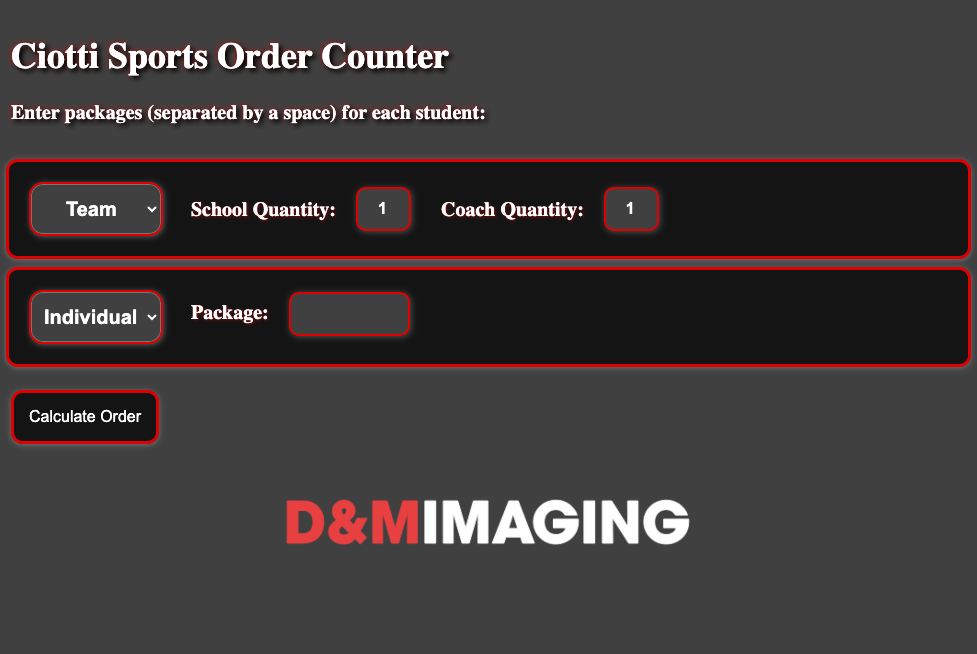 Ciotti Sports Order Counter
Enter packages (separated by a space) for each student:
Team School Quantity: 1 Coach Quantity: 1
Individual Package:
Calculate Order
D&MIMAGING